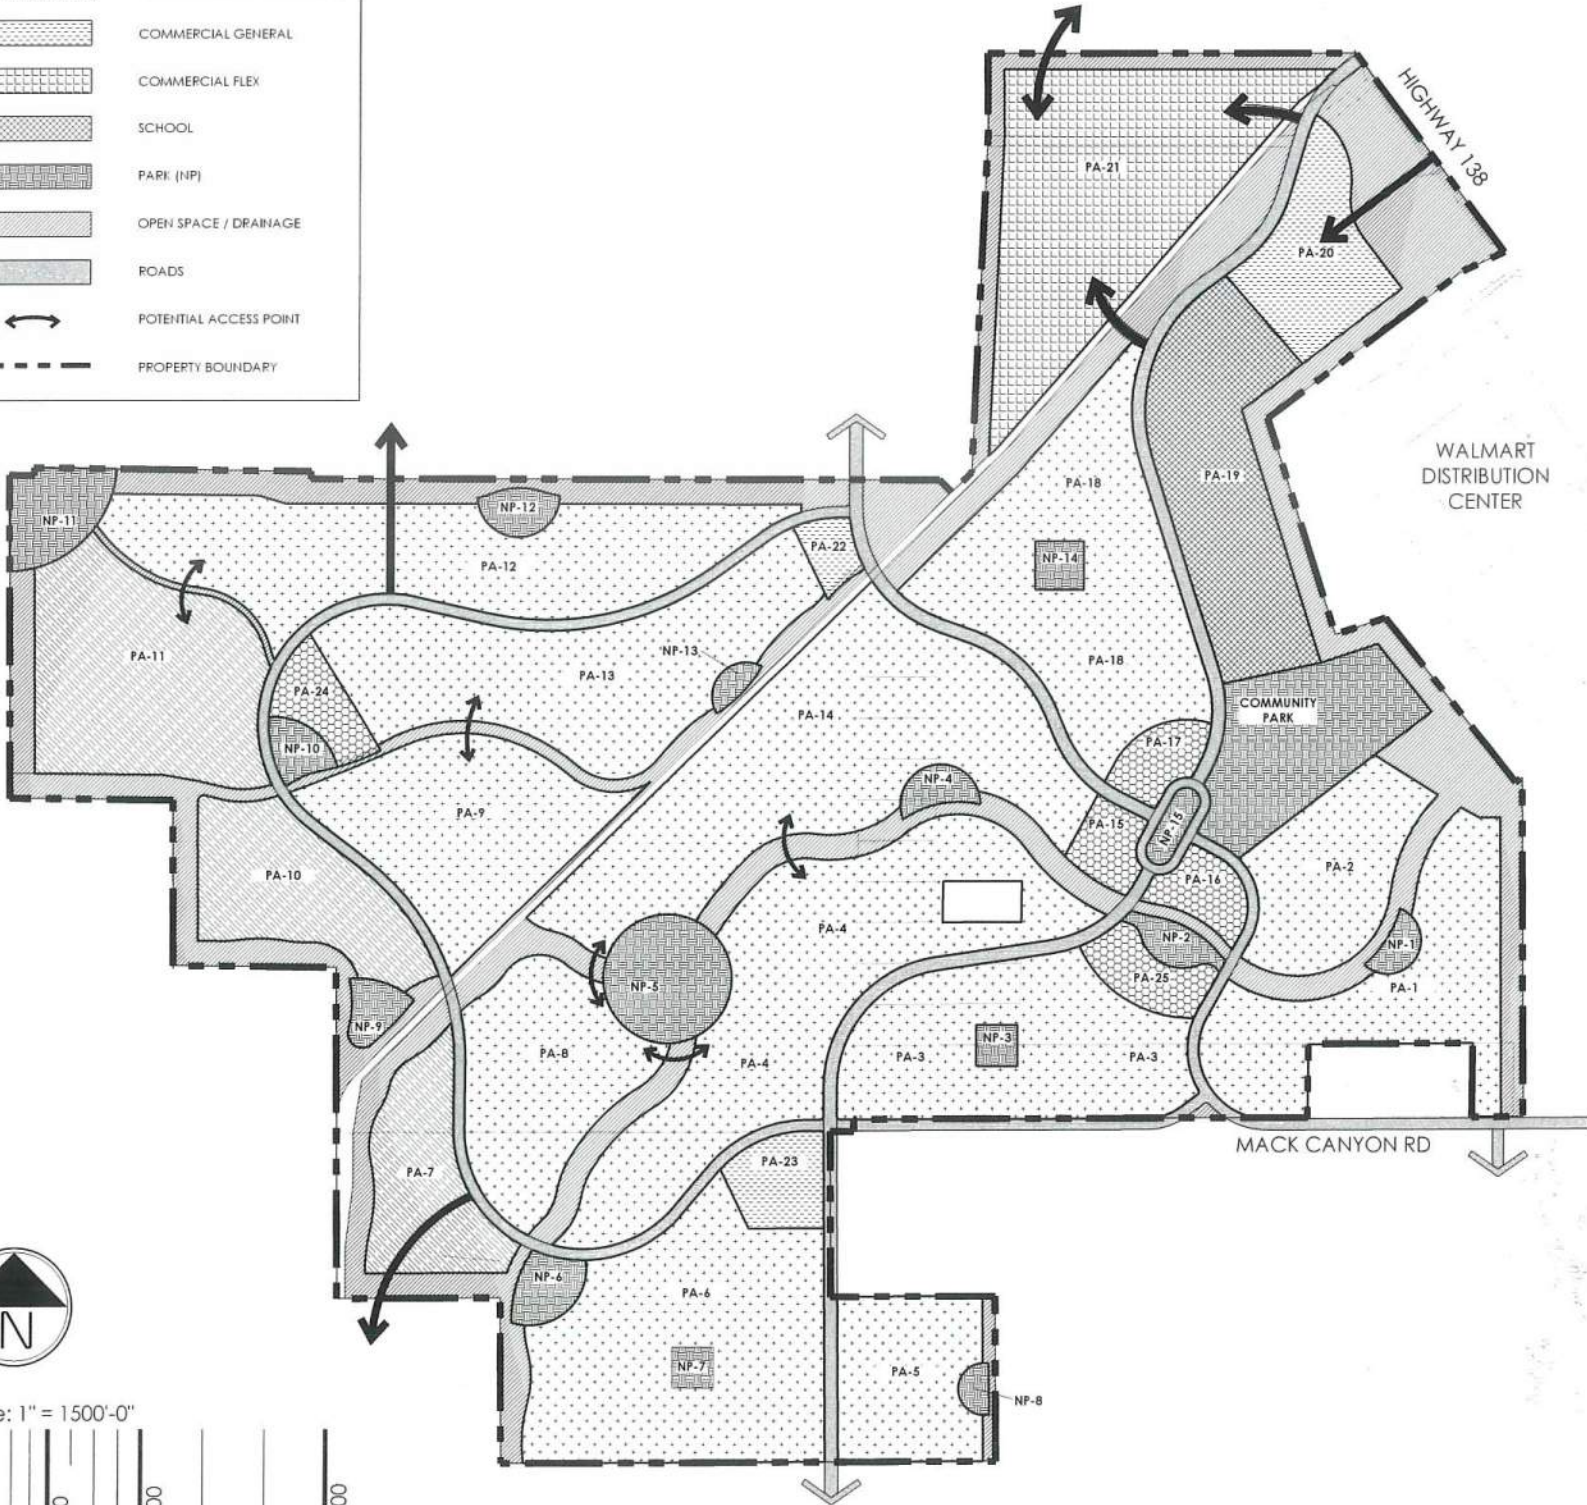 COMMERCIAL GENERAL
COMMERCIAL FLEX
SCHOOL
PARK (NP)
OPEN SPACE / DRAINAGE
ROADS
POTENTIAL ACCESS POINT
PROPERTY BOUNDARY
HIGHWAY 138
PA-21
PA-20
WALMART
DISTRIBUTION
CENTER
PA-19
PA-18
NP-11
NP-12
PA-22
NP-14
PA-12
PA-11
NP-13
PA-13
PA-18
PA-24
COMMUNITY
PARK
PA-14
PA-17
NP-10
NP-4
PA-9
PA-15
NP-15
PA-10
PA-2
PA-16
PA-4
NP-2
NP-1
PA-25
NP-5
PA-1
NP-9
NP-3
PA-8
PA-4
PA-3
PA-3
MACK CANYON RD
PA-7
PA-23
NP-6
PA-6
N
NP-7
PA-5
NP-8
e: 1" = 1500'-0"
0
00
00